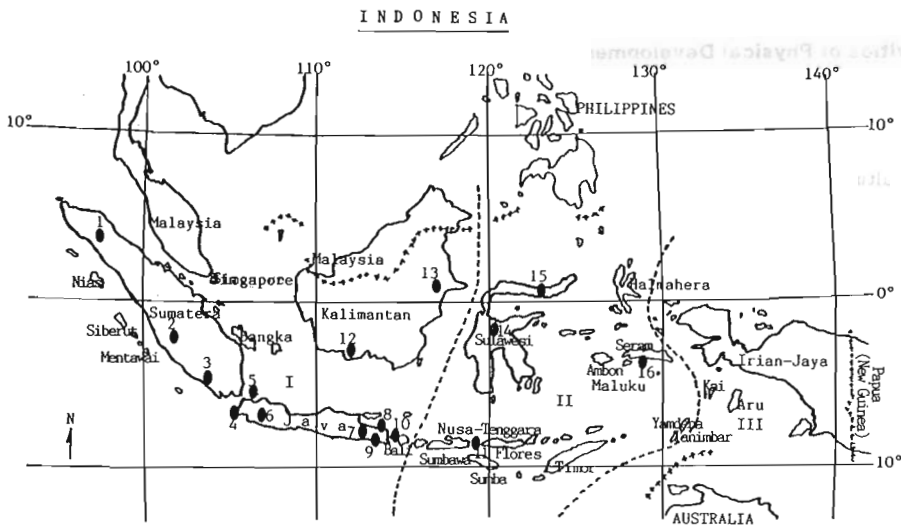 INDONESIA
100° 110° 120° 130° 140°
PHILIPPINES
10° 10°
1 Malaysia
Malaysia
Singapore 13 15 Halmahera
Nias 0°
Sumatera Kalimantan
Siberut 2 Bangka 14 Seram
Sulawesi
Mentawai 12 Ambon 16 Irian-Jaya
3 Maluku Kai
5 I II Aru
Papua
(New Guinea)
N 4 6 Java 8 10 Nusa-Tenggara Yamdena III
9 Bali 11 Flores Tanimbar
Sumbawa Timor 10°
Sumba
AUSTRALIA